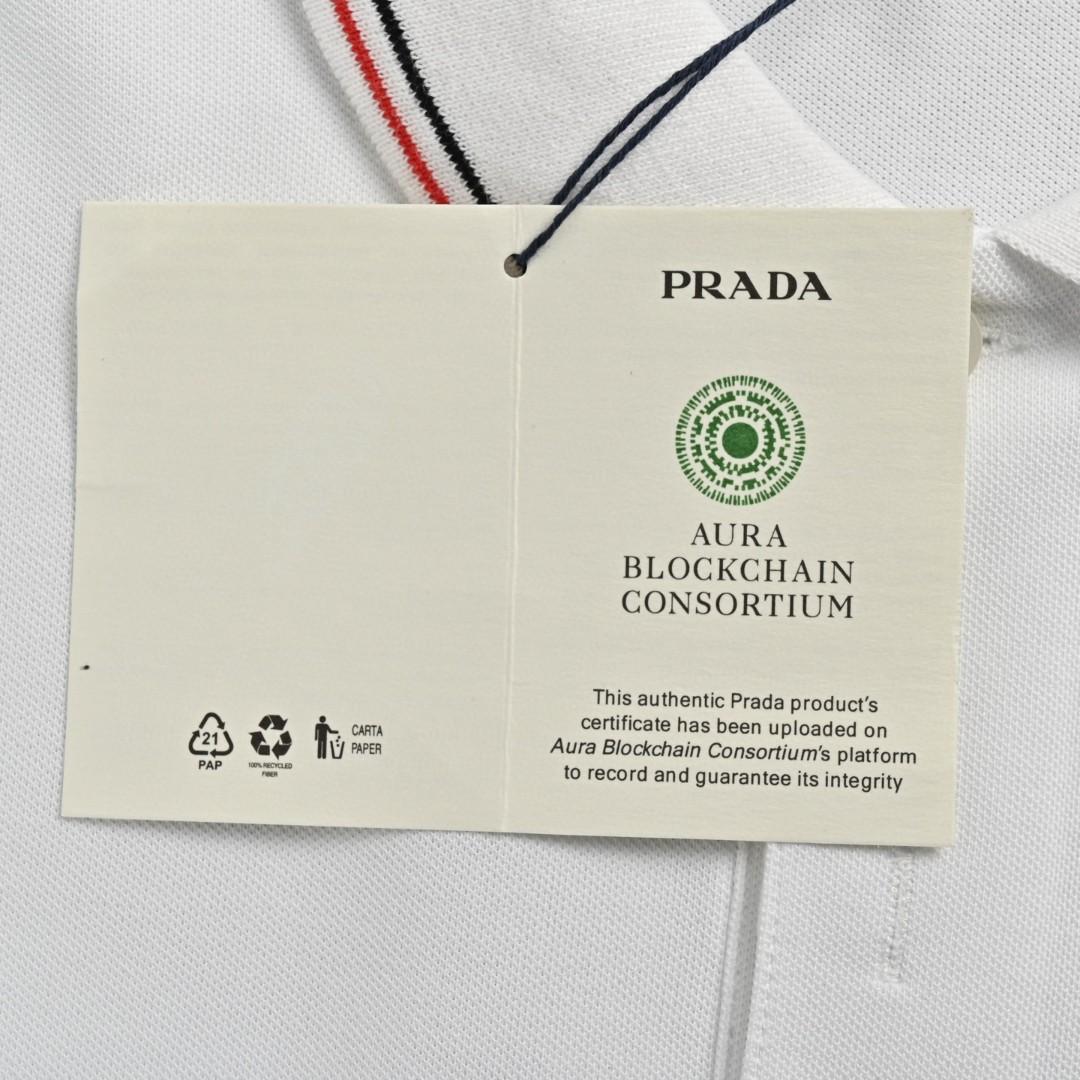 PRADA
AURA
BLOCKCHAIN
CONSORTIUM
This authentic Prada product's
certificate has been uploaded on
Aura Blockchain Consortium's platform
to record and guarantee its integrity
21
PAP
100% RECYCLED
FIBER
CARTA
PAPER